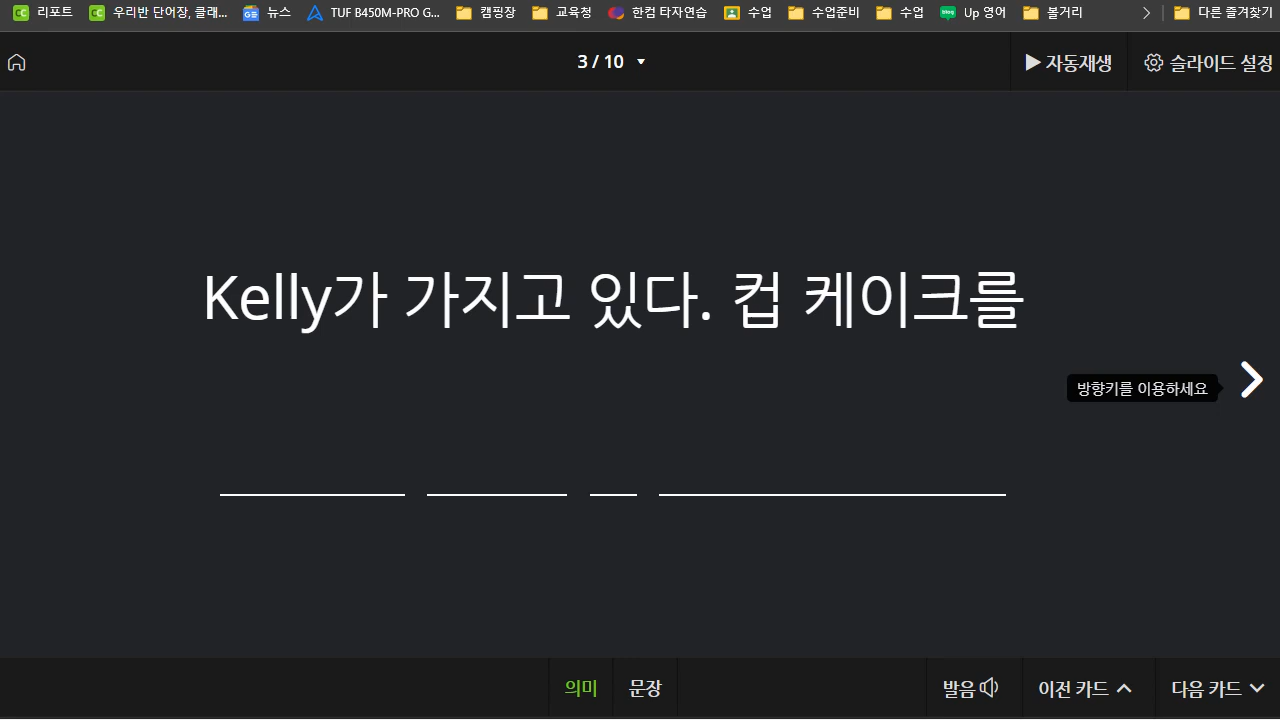 리포트 우리반 단어장, 클래... 뉴스 TUF B450M-PRO G... 캠핑장 교육청 한컴 타자연습 수업 수업준비 수업 Up 영어 볼거리 다른 즐겨찾기
3 / 10 자동재생 슬라이드 설정
Kelly가 가지고 있다. 컵 케이크를
방향키를 이용하세요
의미 문장 발음 이전 카드 다음 카드